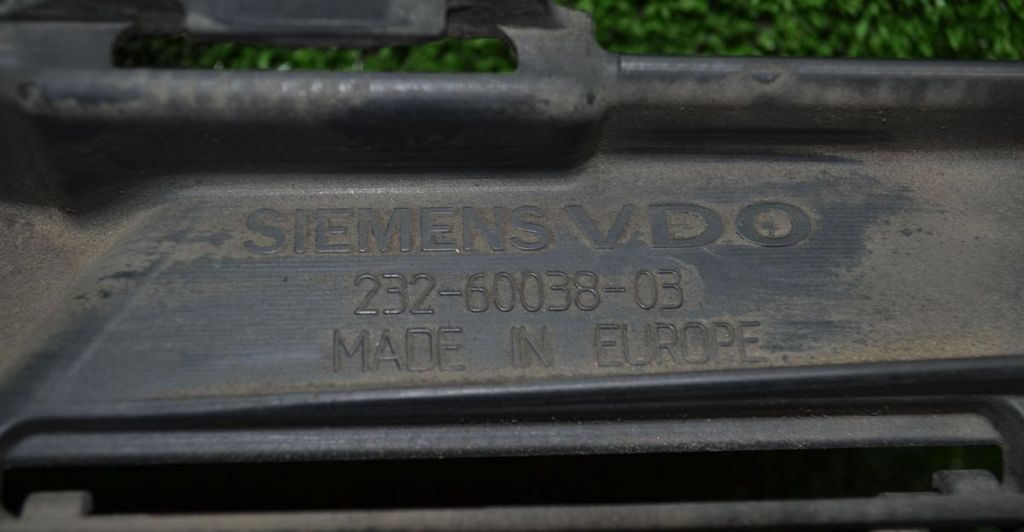 SIEMENS VDO
232-60038-03
MADE IN EUROPE